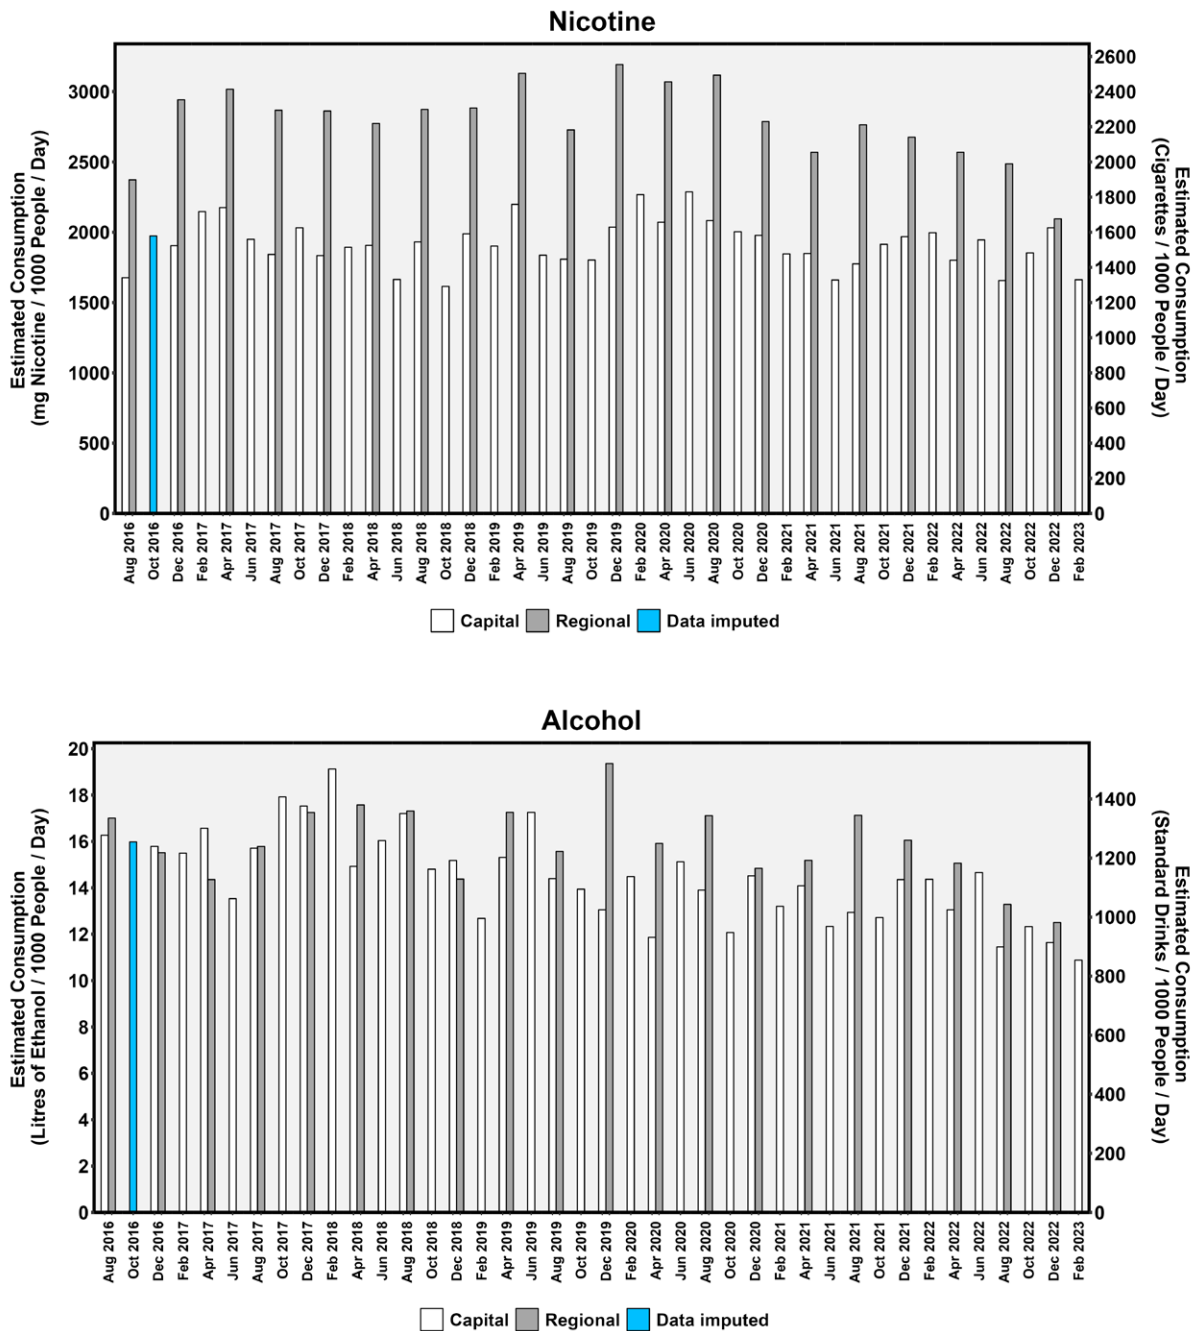 Nicotine
Estimated Consumption
(mg Nicotine / 1000 People / Day)
3000
2500
2000
1500
1000
500
0
2600
2400
2200
2000
1800
1600
1400
1200
1000
800
600
400
200
0
Estimated Consumption
(Cigarettes / 1000 People / Day)
Aug 2016
Oct 2016
Dec 2016
Feb 2017
Apr 2017
Jun 2017
Aug 2017
Oct 2017
Dec 2017
Feb 2018
Apr 2018
Jun 2018
Aug 2018
Oct 2018
Dec 2018
Feb 2019
Apr 2019
Jun 2019
Aug 2019
Oct 2019
Dec 2019
Feb 2020
Apr 2020
Jun 2020
Aug 2020
Oct 2020
Dec 2020
Feb 2021
Apr 2021
Jun 2021
Aug 2021
Oct 2021
Dec 2021
Feb 2022
Apr 2022
Jun 2022
Aug 2022
Oct 2022
Dec 2022
Feb 2023
Capital Regional Data imputed
Alcohol
Estimated Consumption
(Litres of Ethanol / 1000 People / Day)
20
18
16
14
12
10
8
6
4
2
0
1400
1200
1000
800
600
400
200
0
Estimated Consumption
(Standard Drinks / 1000 People / Day)
Aug 2016
Oct 2016
Dec 2016
Feb 2017
Apr 2017
Jun 2017
Aug 2017
Oct 2017
Dec 2017
Feb 2018
Apr 2018
Jun 2018
Aug 2018
Oct 2018
Dec 2018
Feb 2019
Apr 2019
Jun 2019
Aug 2019
Oct 2019
Dec 2019
Feb 2020
Apr 2020
Jun 2020
Aug 2020
Oct 2020
Dec 2020
Feb 2021
Apr 2021
Jun 2021
Aug 2021
Oct 2021
Dec 2021
Feb 2022
Apr 2022
Jun 2022
Aug 2022
Oct 2022
Dec 2022
Feb 2023
Capital Regional Data imputed